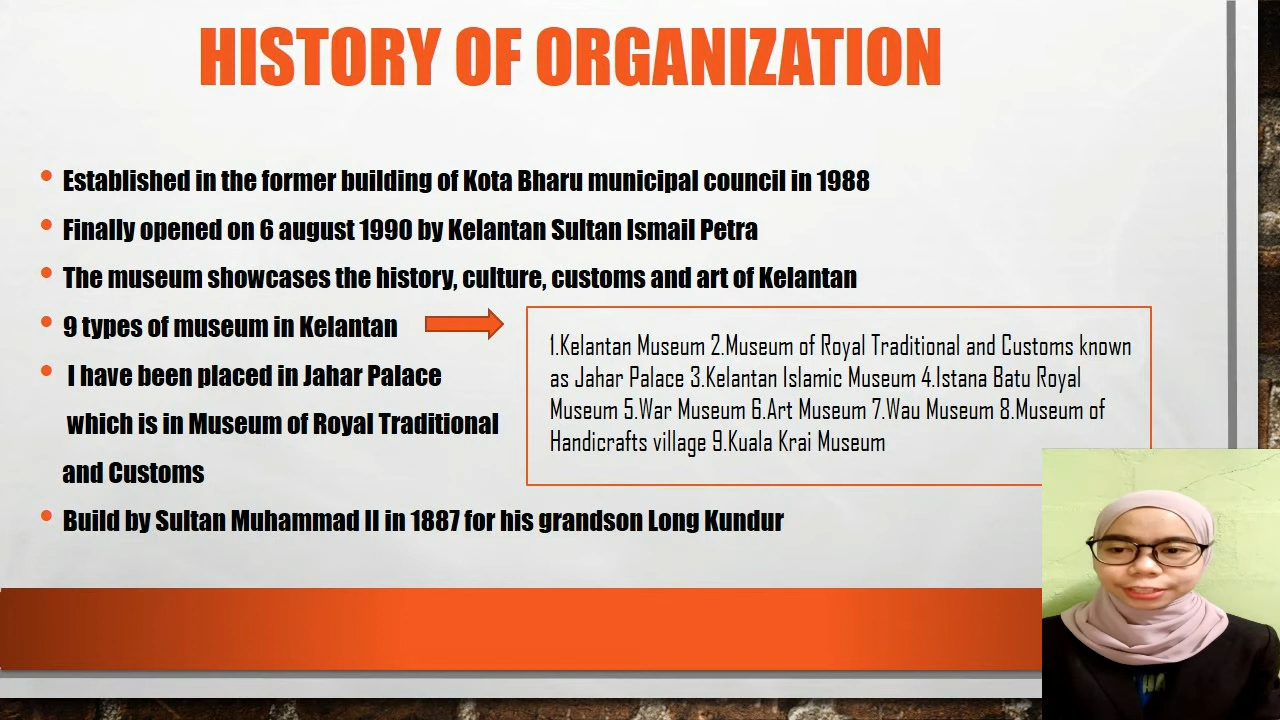 HISTORY OF ORGANIZATION
Established in the former building of Kota Bharu municipal council in 1988
Finally opened on 6 august 1990 by Kelantan Sultan Ismail Petra
The museum showcases the history, culture, customs and art of Kelantan
9 types of museum in Kelantan
1.Kelantan Museum 2.Museum of Royal Traditional and Customs known
as Jahar Palace 3.Kelantan Islamic Museum 4.Istana Batu Royal
Museum 5.War Museum 6.Art Museum 7.Wau Museum 8.Museum of
Handicrafts village 9.Kuala Krai Museum
I have been placed in Jahar Palace
which is in Museum of Royal Traditional
and Customs
Build by Sultan Muhammad II in 1887 for his grandson Long Kundur